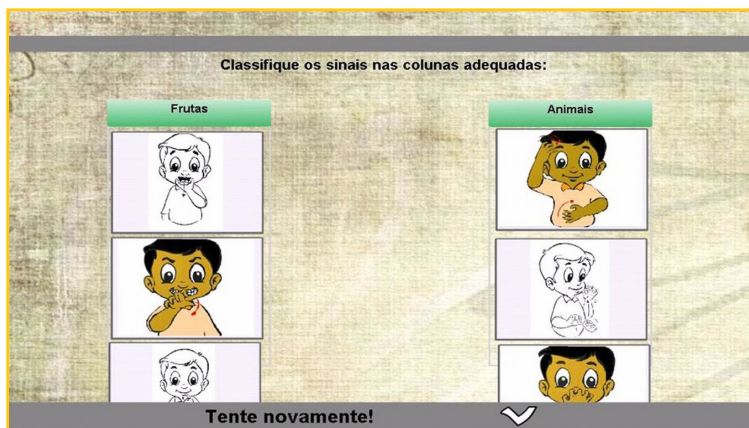 Classifique os sinais nas colunas adequadas:
Frutas
Animais
Tente novamente!